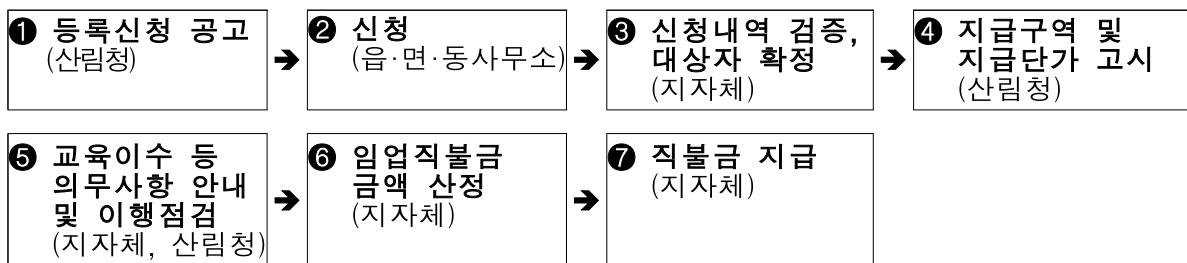 ❶ 등록신청 공고
(산림청)
➔
❷ 신청
(읍·면·동사무소)
➔
❸ 신청내역 검증,
대상자 확정
(지자체)
➔
❹ 지급구역 및
지급단가 고시
(산림청)
❺ 교육이수 등
의무사항 안내
및 이행점검
(지자체, 산림청)
➔
❻ 임업직불금
금액 산정
(지자체)
➔
❼ 직불금 지급
(지자체)